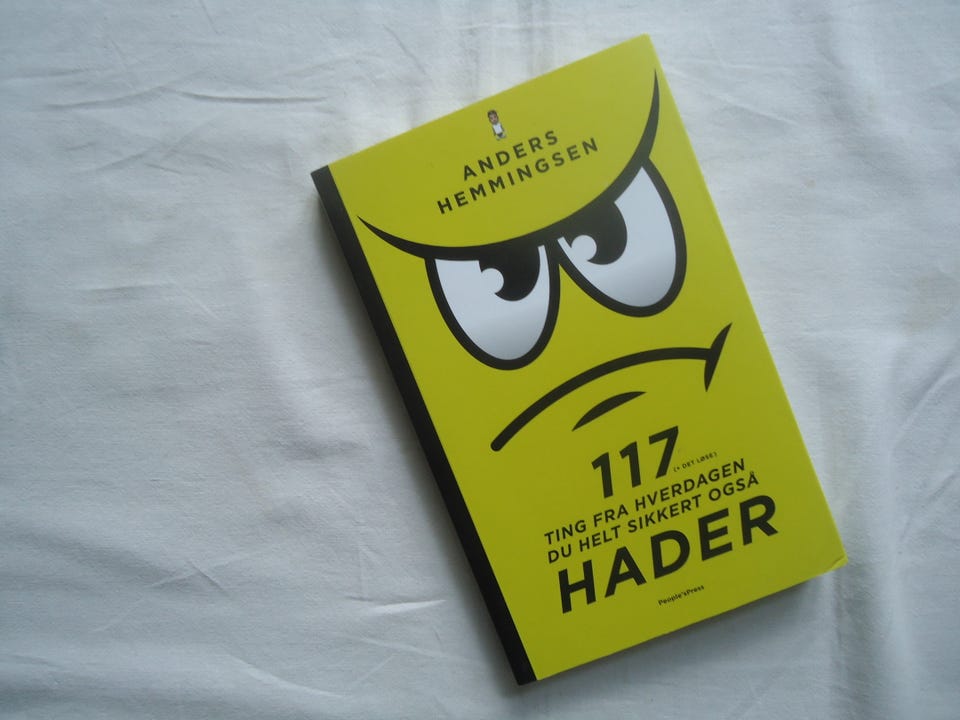 ANDERS
HEMMINGSEN
117 (+ DET LØSE)
TING FRA HVERDAGEN
DU HELT SIKKERT OGSÅ
HADER
People'sPress